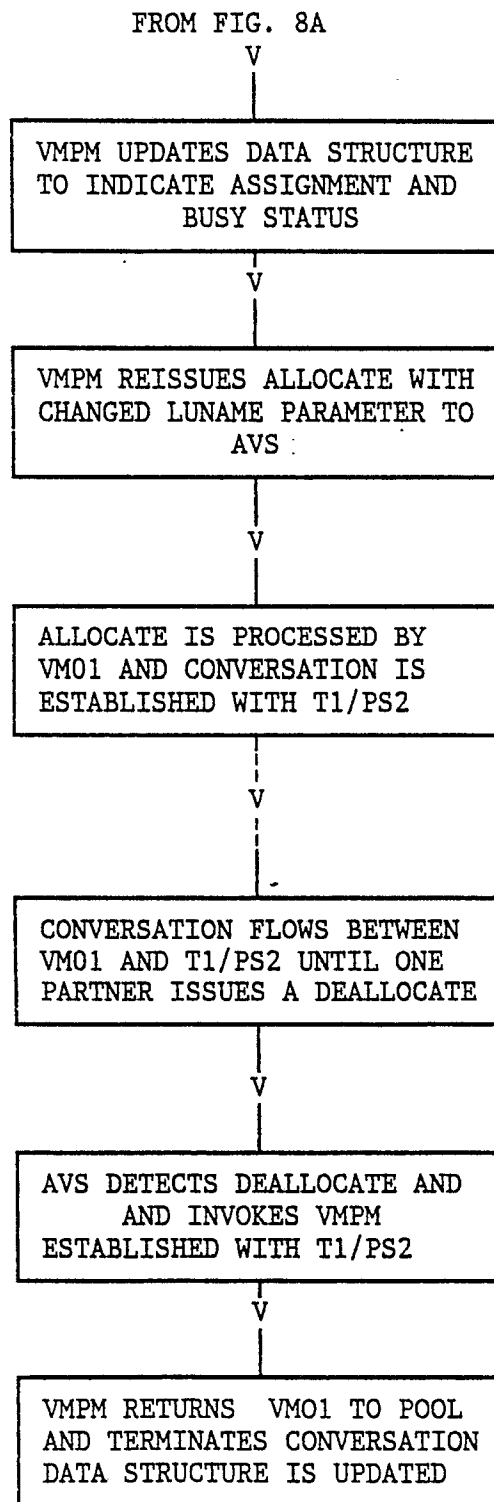 FROM FIG. 8A
V
VMPM UPDATES DATA STRUCTURE
TO INDICATE ASSIGNMENT AND
BUSY STATUS
V
VMPM REISSUES ALLOCATE WITH
CHANGED LUNAME PARAMETER TO
AVS
V
ALLOCATE IS PROCESSED BY
VM01 AND CONVERSATION IS
ESTABLISHED WITH T1/PS2
V
CONVERSATION FLOWS BETWEEN
VM01 AND T1/PS2 UNTIL ONE
PARTNER ISSUES A DEALLOCATE
V
AVS DETECTS DEALLOCATE AND
AND INVOKES VMPM
ESTABLISHED WITH T1/PS2
V
VMPM RETURNS VM01 TO POOL
AND TERMINATES CONVERSATION
DATA STRUCTURE IS UPDATED